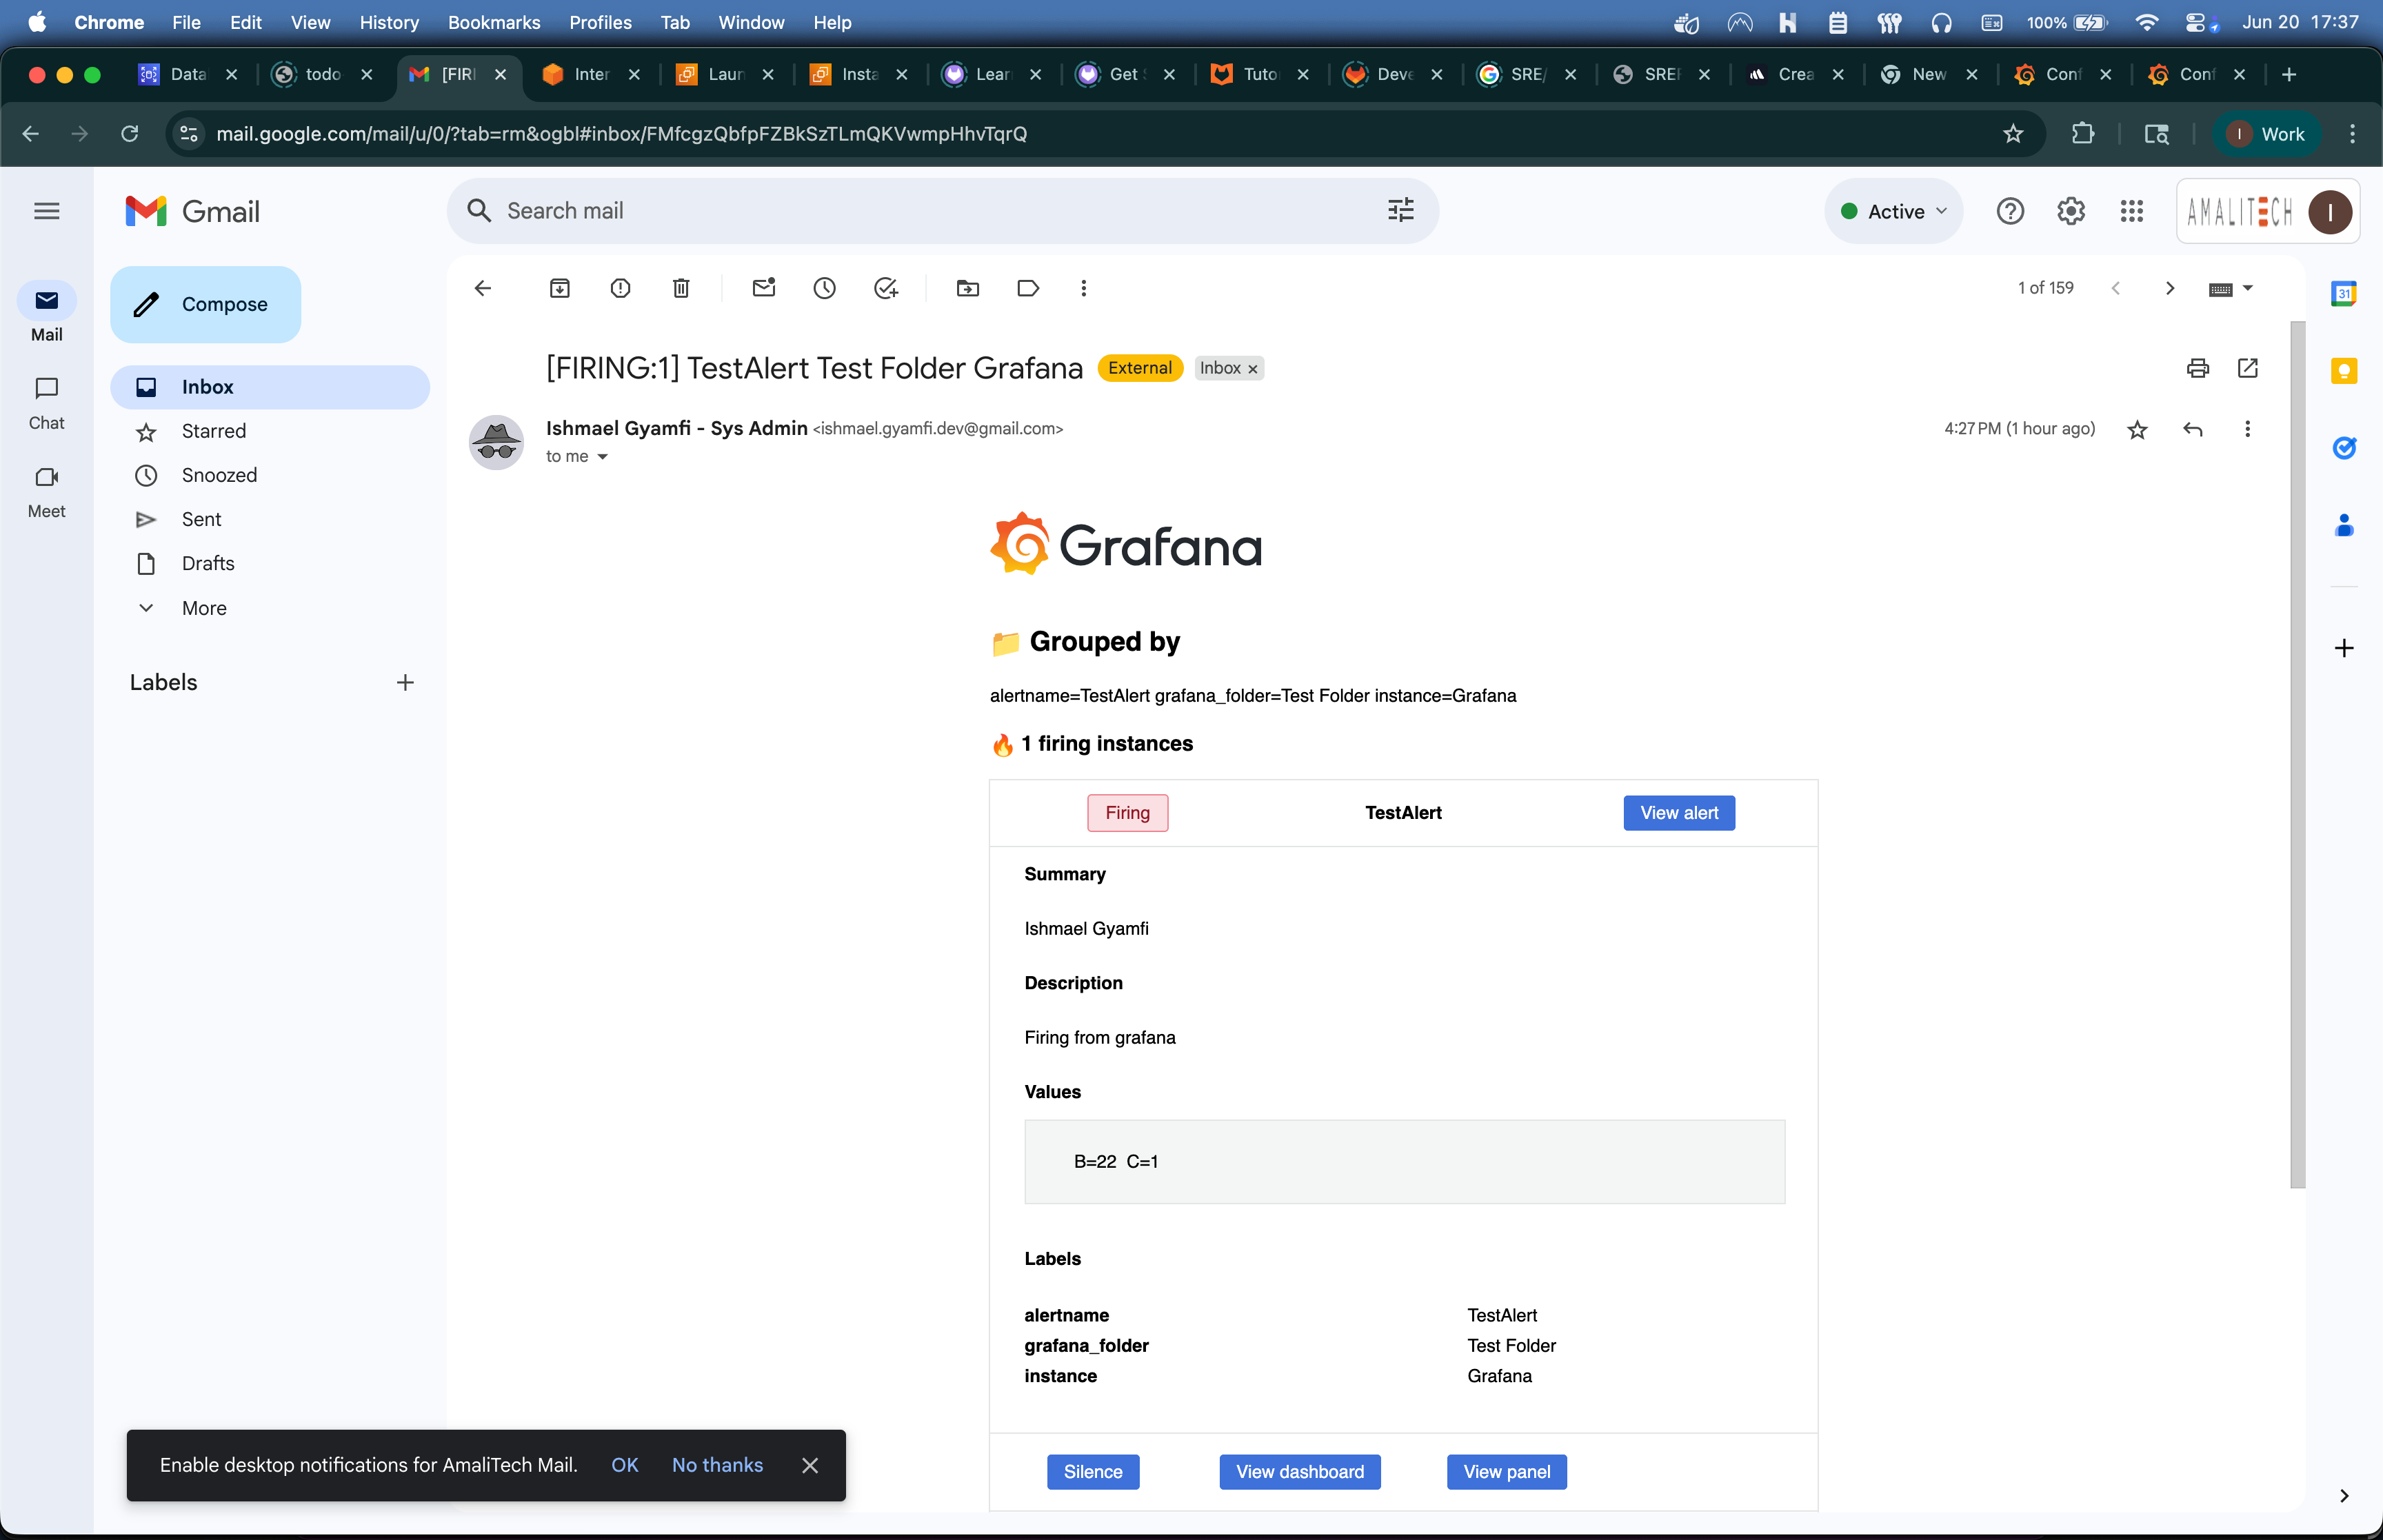 Chrome File Edit View History Bookmarks Profiles Tab Window Help 100% Jun 20 17:37
Data todo [FIRI Inter Laun Insta Lear Get Tuto Deve SRE/ SRE Crea New Conf Conf
mail.google.com/mail/u/0/?tab=rm&ogbl#inbox/FMfcgzQbfpFZBkSzTLmQKVwmpHhvTqrQ
I Work
Gmail
Search mail
Active
AMALITECH I
Mail
Chat
Meet
Compose
Inbox
Starred
Snoozed
Sent
Drafts
More
Labels
1 of 159
31
[FIRING:1] TestAlert Test Folder Grafana External Inbox
Ishmael Gyamfi - Sys Admin <ishmael.gyamfi.dev@gmail.com>
4:27 PM (1 hour ago)
to me
Grafana
Grouped by
alertname=TestAlert grafana_folder=Test Folder instance=Grafana
1 firing instances
Firing TestAlert View alert
Summary
Ishmael Gyamfi
Description
Firing from grafana
Values
B=22 C=1
Labels
alertname TestAlert
grafana_folder Test Folder
instance Grafana
Silence View dashboard View panel
Enable desktop notifications for AmaliTech Mail. OK No thanks